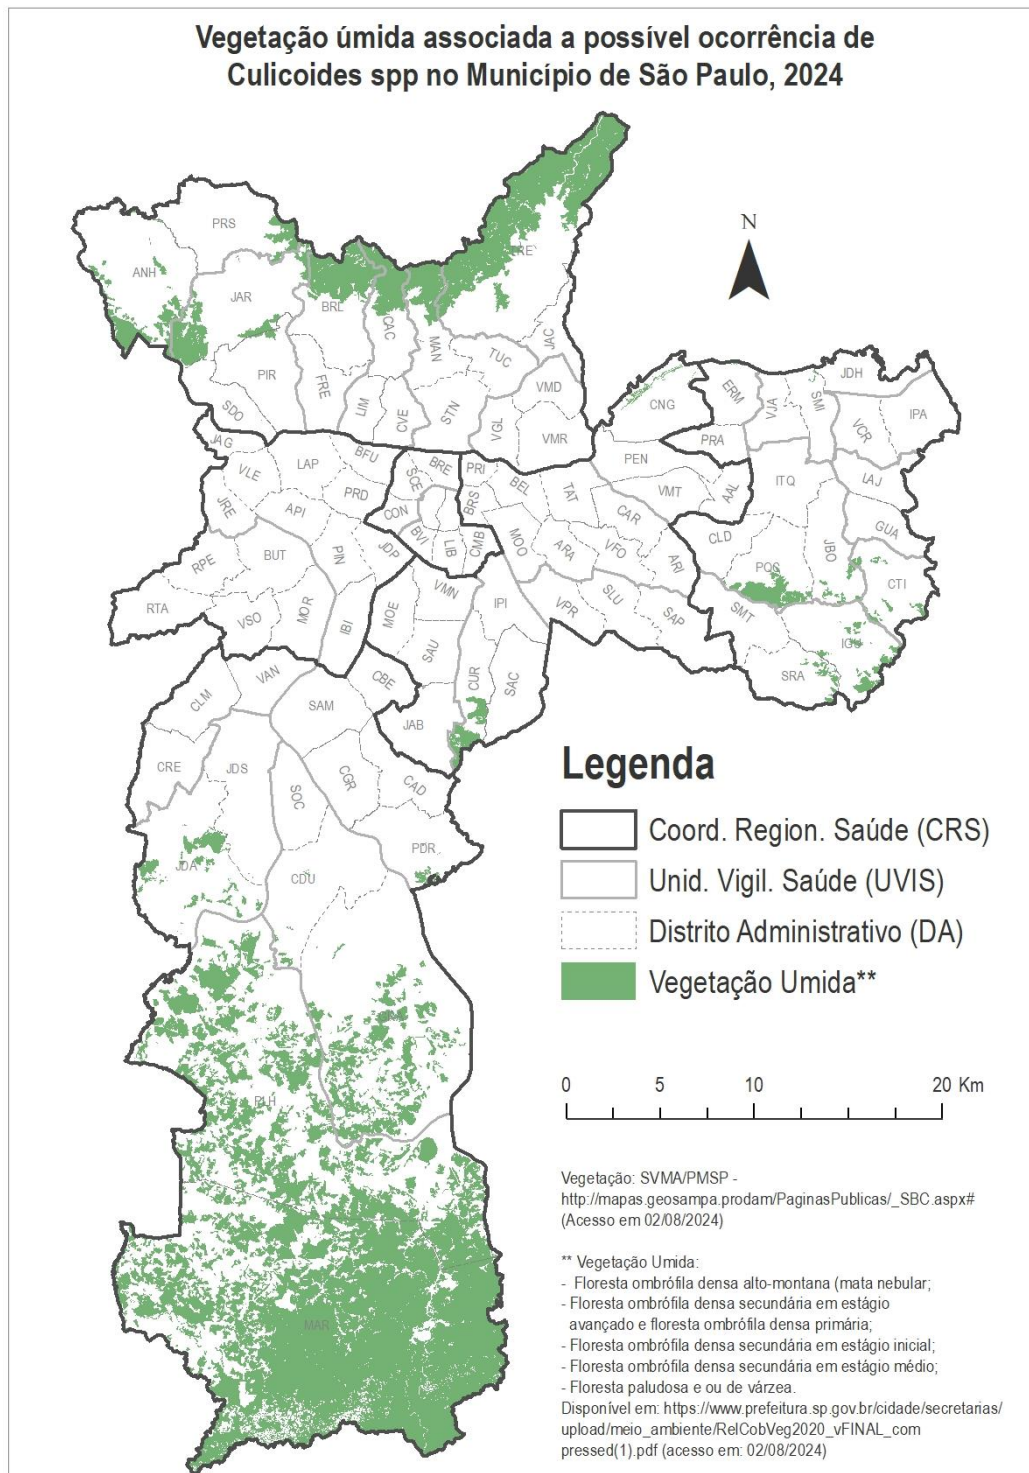 Vegetação úmida associada a possível ocorrência de
Culicoides spp no Município de São Paulo, 2024
N
PRS
ANH
JAR
BRL
CAC
MAN
TUC
JAC
PIR
FRE
SDO
LIM
CVE
STN
VGL
VMD
VMR
CNG
ERM
VJA
SMI
JDH
VCR
IPA
PRA
JAG
VLE
LAP
BFU
SCE
BRE
PRI
BRS
BEL
TAT
PEN
VMT
AAL
ITQ
LAJ
JRE
API
PRD
CON
BVI
LIB
CMB
MOO
ARA
VFO
CAR
ARI
CLD
JBO
GUA
RPE
BUT
PIN
JDP
PQC
CTI
RTA
VSO
MOR
IBI
MOE
VMN
IPI
VPR
SLU
SAP
SMT
IGU
SRA
SAU
CUR
SAC
CLM
VAN
SAM
CBE
JAB
CRE
JDS
SOC
CGR
CAD
PDR
JDA
CDU
PLH
MAR
Legenda
Coord. Region. Saúde (CRS)
Unid. Vigil. Saúde (UVIS)
Distrito Administrativo (DA)
Vegetação Umida**
0 5 10 20 Km
Vegetação: SVMA/PMSP -
http://mapas.geosampa.prodam/PaginasPublicas/_SBC.aspx#
(Acesso em 02/08/2024)
** Vegetação Umida:
- Floresta ombrófila densa alto-montana (mata nebular;
- Floresta ombrófila densa secundária em estágio
avançado e floresta ombrófila densa primária;
- Floresta ombrófila densa secundária em estágio inicial;
- Floresta ombrófila densa secundária em estágio médio;
- Floresta paludosa e ou de várzea.
Disponível em: https://www.prefeitura.sp.gov.br/cidade/secretarias/
upload/meio_ambiente/RelCobVeg2020_vFINAL_com
pressed(1).pdf (acesso em: 02/08/2024)